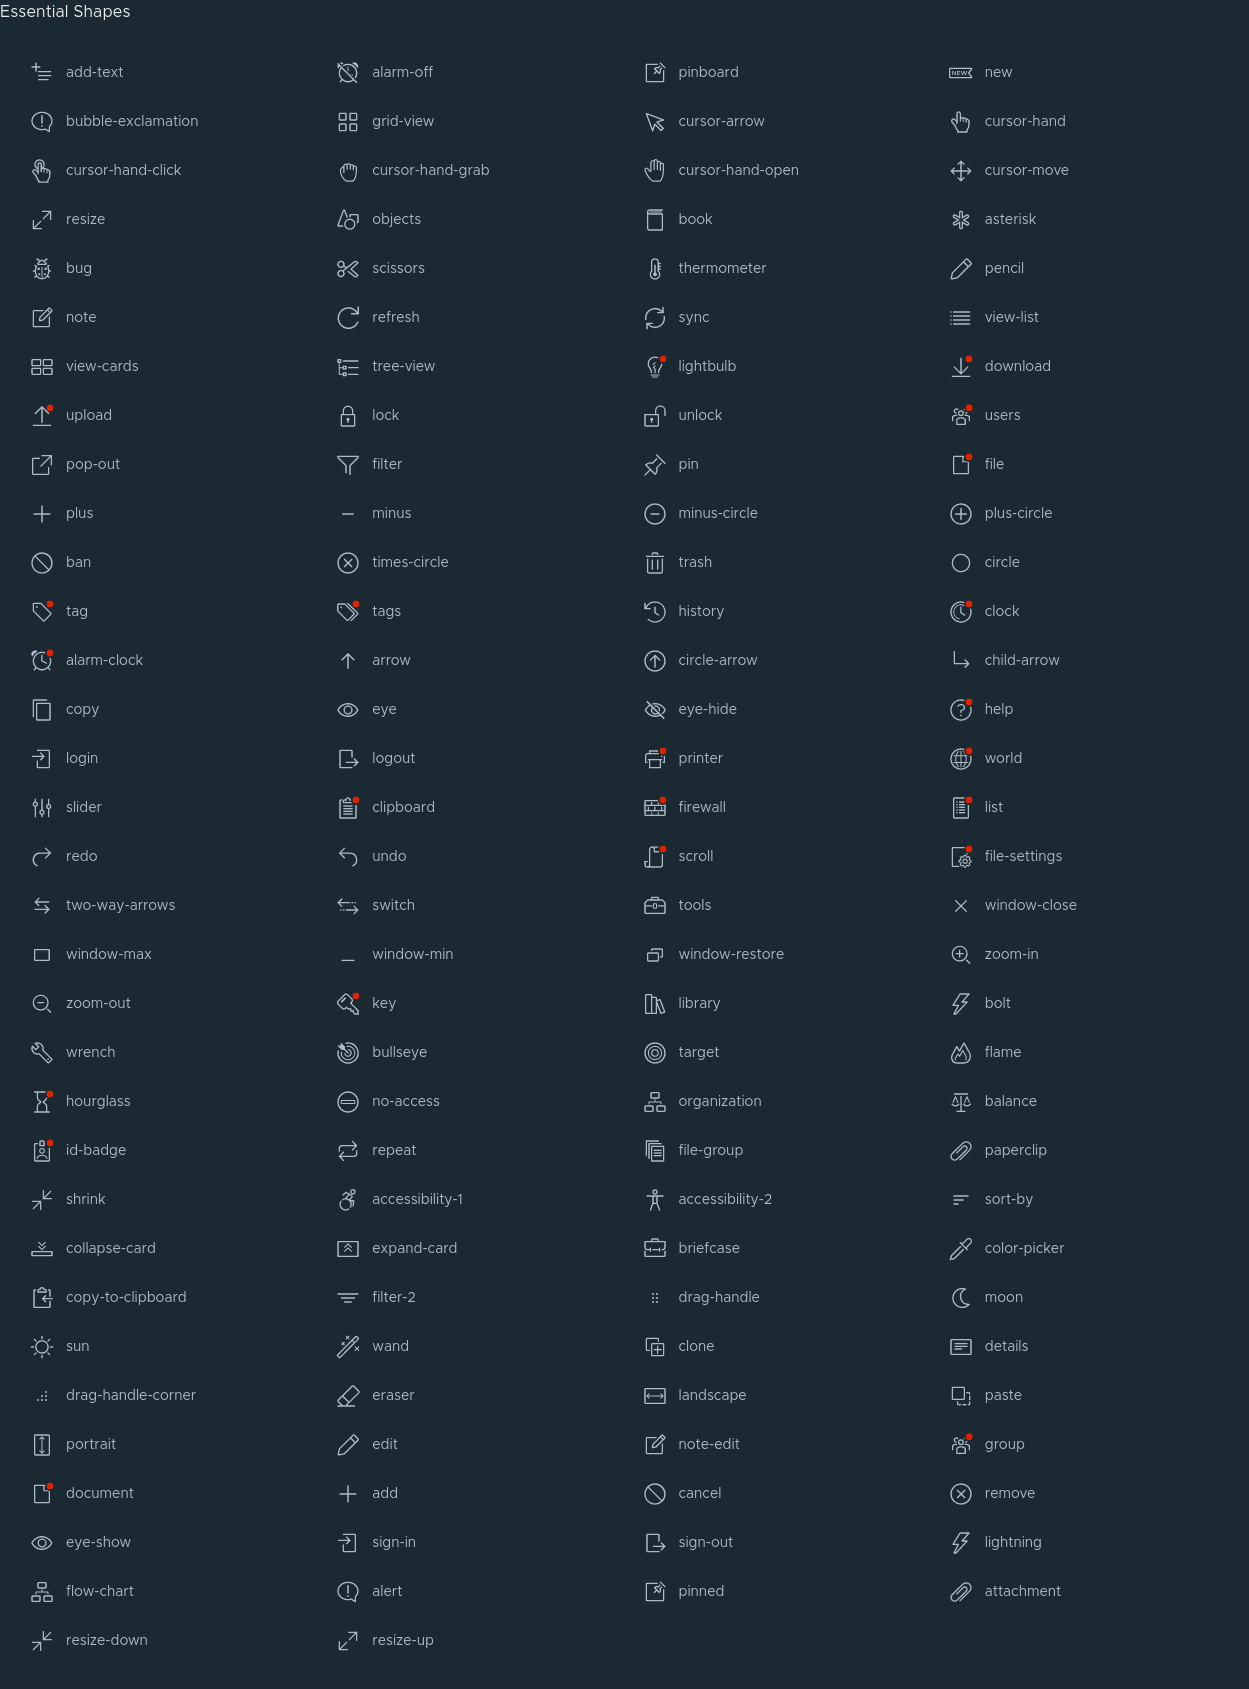 Essential Shapes
add-text alarm-off pinboard NEW new
bubble-exclamation grid-view cursor-arrow cursor-hand
cursor-hand-click cursor-hand-grab cursor-hand-open cursor-move
resize objects book asterisk
bug scissors thermometer pencil
note refresh sync view-list
view-cards tree-view lightbulb download
upload lock unlock users
pop-out filter pin file
plus minus minus-circle plus-circle
ban times-circle trash circle
tag tags history clock
alarm-clock arrow circle-arrow child-arrow
copy eye eye-hide help
login logout printer world
slider clipboard firewall list
redo undo scroll file-settings
two-way-arrows switch tools window-close
window-max window-min window-restore zoom-in
zoom-out key library bolt
wrench bullseye target flame
hourglass no-access organization balance
id-badge repeat file-group paperclip
shrink accessibility-1 accessibility-2 sort-by
collapse-card expand-card briefcase color-picker
copy-to-clipboard filter-2 drag-handle moon
sun wand clone details
drag-handle-corner eraser landscape paste
portrait edit note-edit group
document add cancel remove
eye-show sign-in sign-out lightning
flow-chart alert pinned attachment
resize-down resize-up